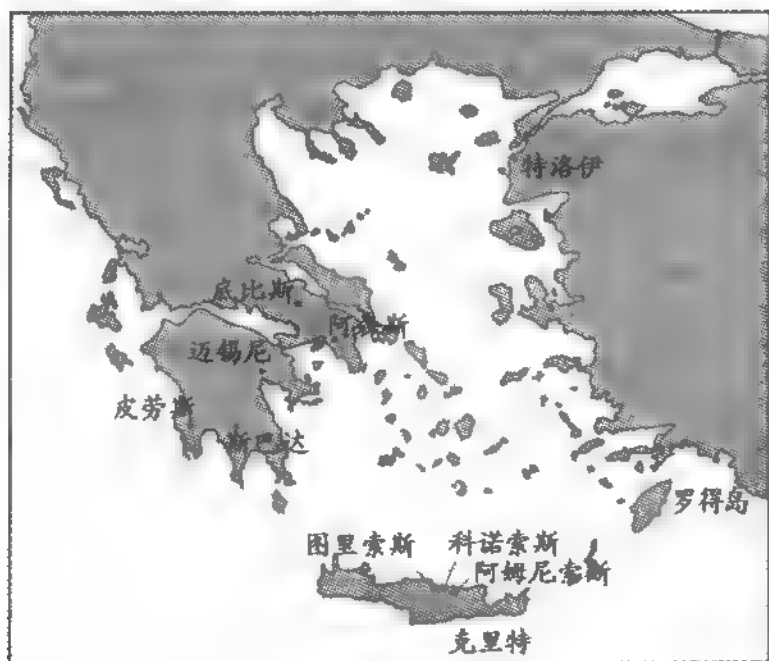 特洛伊
底比斯
阿提斯
迈锡尼
皮劳斯
斯巴达
罗得岛
图里索斯
科诺索斯
阿姆尼索斯
克里特